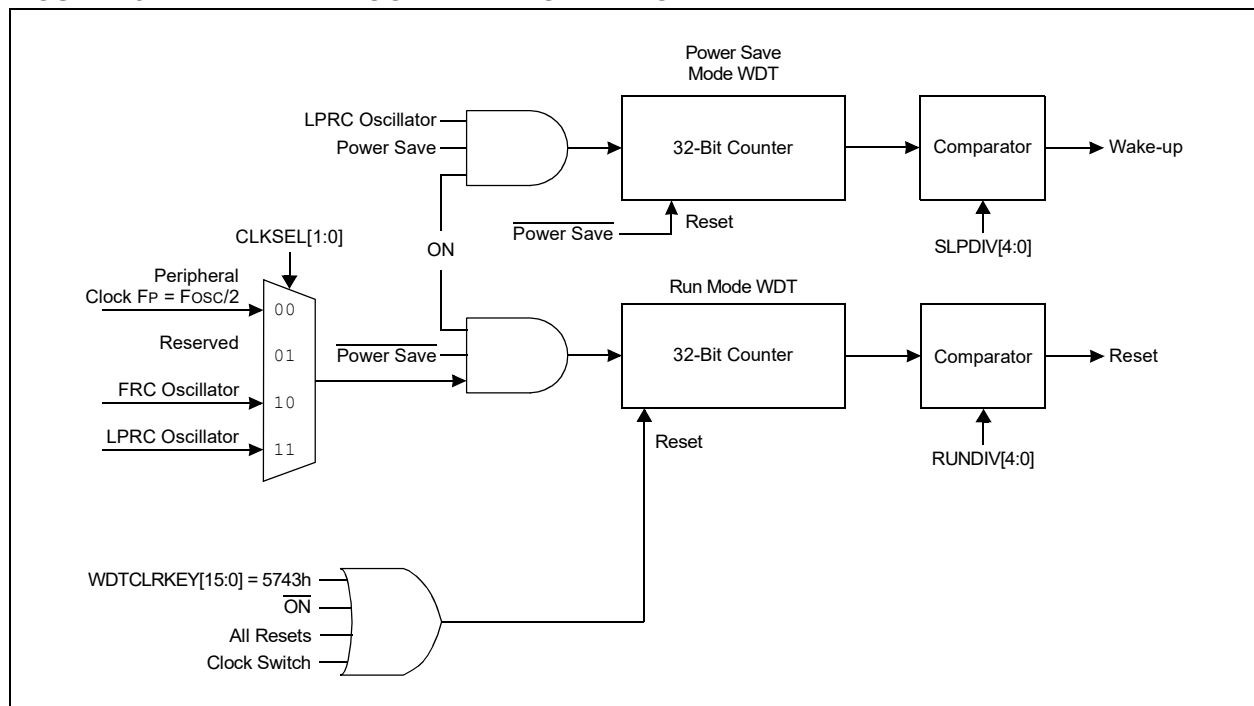 Power Save
Mode WDT
LPRC Oscillator
Power Save
32-Bit Counter
Comparator
Wake-up
Power Save
Reset
SLPDIV[4:0]
CLKSEL[1:0]
ON
Peripheral
Clock FP = FOSC/2
00
Run Mode WDT
Reserved
01
Power Save
32-Bit Counter
Comparator
Reset
FRC Oscillator
10
LPRC Oscillator
11
Reset
RUNDIV[4:0]
WDTCLRKEY[15:0] = 5743h
ON
All Resets
Clock Switch